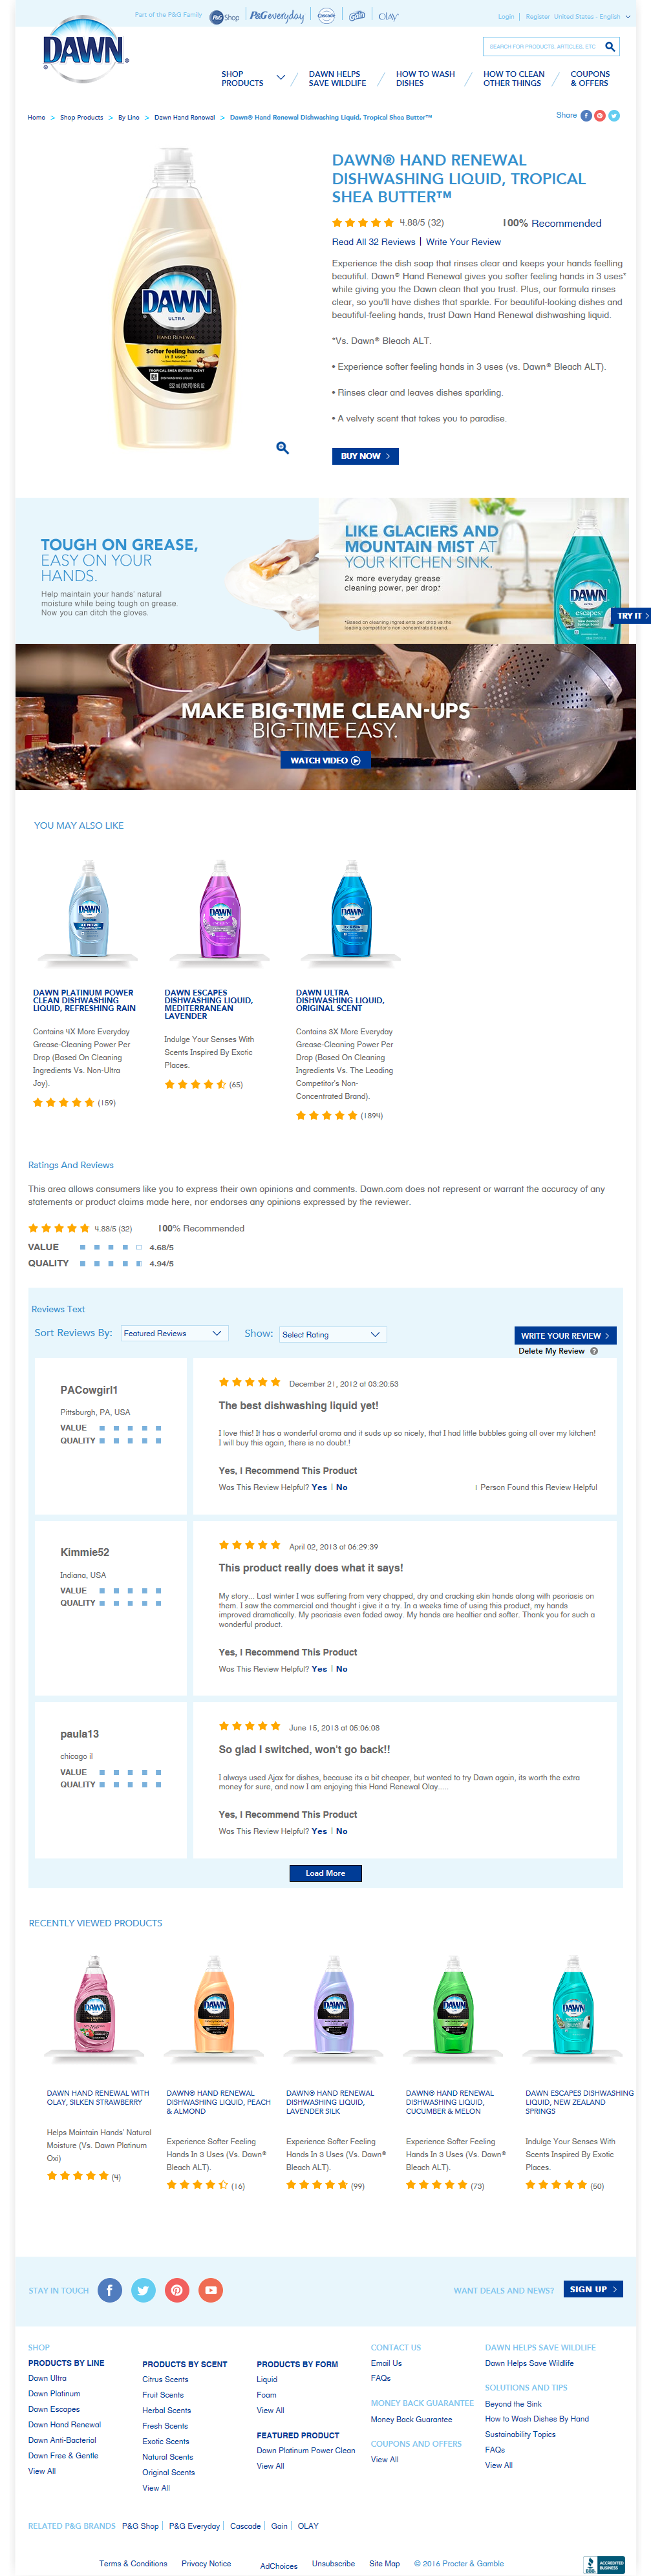 Part of the P&G Family
P&G Shop
P&G everyday
Cascade
Gain
OLAY
Login | Register United States - English
DAWN®
SEARCH FOR PRODUCTS, ARTICLES, ETC
SHOP PRODUCTS
DAWN HELPS SAVE WILDLIFE
HOW TO WASH DISHES
HOW TO CLEAN OTHER THINGS
COUPONS & OFFERS
Home > Shop Products > By Line > Dawn Hand Renewal > Dawn® Hand Renewal Dishwashing Liquid, Tropical Shea Butter™
Share
DAWN® HAND RENEWAL
DISHWASHING LIQUID, TROPICAL
SHEA BUTTER™
4.88/5 (32) 100% Recommended
Read All 32 Reviews | Write Your Review
Experience the dish soap that rinses clear and keeps your hands feelling
beautiful. Dawn® Hand Renewal gives you softer feeling hands in 3 uses*
while giving you the Dawn clean that you trust. Plus, our formula rinses
clear, so you'll have dishes that sparkle. For beautiful-looking dishes and
beautiful-feeling hands, trust Dawn Hand Renewal dishwashing liquid.
*Vs. Dawn® Bleach ALT.
• Experience softer feeling hands in 3 uses (vs. Dawn® Bleach ALT).
• Rinses clear and leaves dishes sparkling.
• A velvety scent that takes you to paradise.
BUY NOW
DAWN
ULTRA
HAND RENEWAL
Softer feeling hands
in 3 uses*
TROPICAL SHEA BUTTER SCENT
TOUGH ON GREASE,
EASY ON YOUR
HANDS.
Help maintain your hands' natural
moisture while being tough on grease.
Now you can ditch the gloves.
LIKE GLACIERS AND
MOUNTAIN MIST AT
YOUR KITCHEN SINK.
2x more everyday grease
cleaning power, per drop*
*Based on cleaning ingredients per drop vs the
leading competitor's non-concentrated brand.
DAWN
ULTRA
escapes
TRY IT
MAKE BIG-TIME CLEAN-UPS
BIG-TIME EASY.
WATCH VIDEO
YOU MAY ALSO LIKE
DAWN
DAWN
DAWN
DAWN PLATINUM POWER
CLEAN DISHWASHING
LIQUID, REFRESHING RAIN
Contains 4X More Everyday
Grease-Cleaning Power Per
Drop (Based On Cleaning
Ingredients Vs. Non-Ultra
Joy).
(159)
DAWN ESCAPES
DISHWASHING LIQUID,
MEDITERRANEAN
LAVENDER
Indulge Your Senses With
Scents Inspired By Exotic
Places.
(65)
DAWN ULTRA
DISHWASHING LIQUID,
ORIGINAL SCENT
Contains 3X More Everyday
Grease-Cleaning Power Per
Drop (Based On Cleaning
Ingredients Vs. The Leading
Competitor's Non-
Concentrated Brand).
(1894)
Ratings And Reviews
This area allows consumers like you to express their own opinions and comments. Dawn.com does not represent or warrant the accuracy of any
statements or product claims made here, nor endorses any opinions expressed by the reviewer.
4.88/5 (32) 100% Recommended
VALUE 4.68/5
QUALITY 4.94/5
Reviews Text
Sort Reviews By: Featured Reviews
Show: Select Rating
WRITE YOUR REVIEW
Delete My Review ?
PACowgirl1
Pittsburgh, PA, USA
VALUE
QUALITY
December 21, 2012 at 03:20:53
The best dishwashing liquid yet!
I love this! It has a wonderful aroma and it suds up so nicely, that I had little bubbles going all over my kitchen!
I will buy this again, there is no doubt.!
Yes, I Recommend This Product
Was This Review Helpful? Yes | No
1 Person Found this Review Helpful
Kimmie52
Indiana, USA
VALUE
QUALITY
April 02, 2013 at 06:29:39
This product really does what it says!
My story... Last winter I was suffering from very chapped, dry and cracking skin hands along with psoriasis on
them. I saw the commercial and thought i give it a try. In a weeks time of using this product, my hands
improved dramatically. My psoriasis even faded away. My hands are healtier and softer. Thank you for such a
wonderful product.
Yes, I Recommend This Product
Was This Review Helpful? Yes | No
paula13
chicago il
VALUE
QUALITY
June 15, 2013 at 05:06:08
So glad I switched, won't go back!!
I always used Ajax for dishes, because its a bit cheaper, but wanted to try Dawn again, its worth the extra
money for sure, and now I am enjoying this Hand Renewal Olay.....
Yes, I Recommend This Product
Was This Review Helpful? Yes | No
Load More
RECENTLY VIEWED PRODUCTS
DAWN
DAWN
DAWN
DAWN
DAWN
DAWN HAND RENEWAL WITH
OLAY, SILKEN STRAWBERRY
Helps Maintain Hands' Natural
Moisture (Vs. Dawn Platinum
Oxi)
(4)
DAWN® HAND RENEWAL
DISHWASHING LIQUID, PEACH
& ALMOND
Experience Softer Feeling
Hands In 3 Uses (Vs. Dawn®
Bleach ALT).
(16)
DAWN® HAND RENEWAL
DISHWASHING LIQUID,
LAVENDER SILK
Experience Softer Feeling
Hands In 3 Uses (Vs. Dawn®
Bleach ALT).
(99)
DAWN® HAND RENEWAL
DISHWASHING LIQUID,
CUCUMBER & MELON
Experience Softer Feeling
Hands In 3 Uses (Vs. Dawn®
Bleach ALT).
(73)
DAWN ESCAPES DISHWASHING
LIQUID, NEW ZEALAND
SPRINGS
Indulge Your Senses With
Scents Inspired By Exotic
Places.
(50)
STAY IN TOUCH
WANT DEALS AND NEWS?
SIGN UP
SHOP
PRODUCTS BY LINE
Dawn Ultra
Dawn Platinum
Dawn Escapes
Dawn Hand Renewal
Dawn Anti-Bacterial
Dawn Free & Gentle
View All
PRODUCTS BY SCENT
Citrus Scents
Fruit Scents
Herbal Scents
Fresh Scents
Exotic Scents
Natural Scents
Original Scents
View All
PRODUCTS BY FORM
Liquid
Foam
View All
FEATURED PRODUCT
Dawn Platinum Power Clean
View All
CONTACT US
Email Us
FAQs
MONEY BACK GUARANTEE
Money Back Guarantee
COUPONS AND OFFERS
View All
DAWN HELPS SAVE WILDLIFE
Dawn Helps Save Wildlife
SOLUTIONS AND TIPS
Beyond the Sink
How to Wash Dishes By Hand
Sustainability Topics
FAQs
View All
RELATED P&G BRANDS P&G Shop | P&G Everyday | Cascade | Gain | OLAY
Terms & Conditions Privacy Notice AdChoices Unsubscribe Site Map © 2016 Procter & Gamble
BBB ACCREDITED BUSINESS